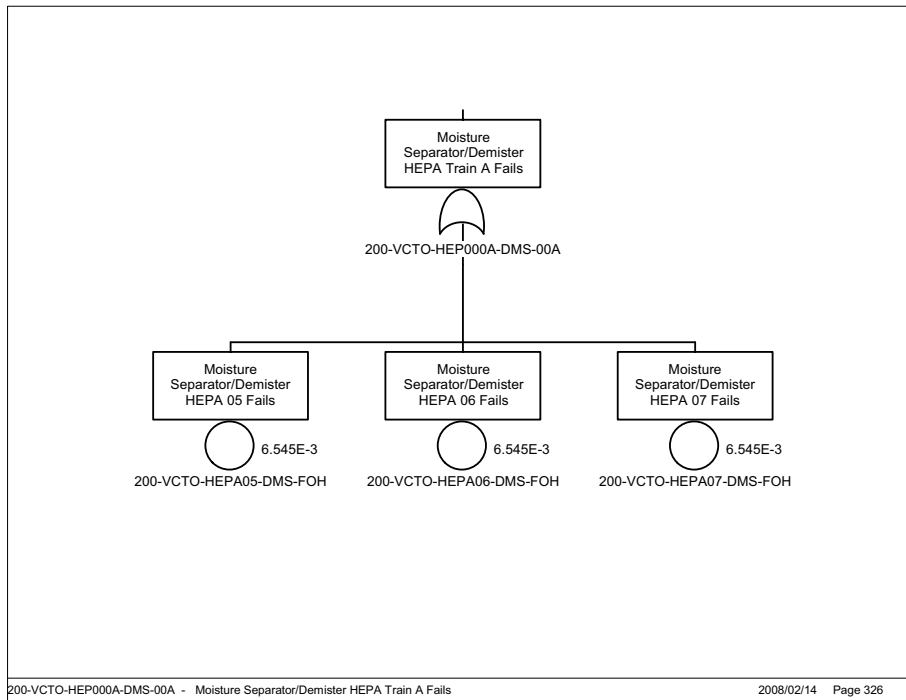 Moisture
Separator/Demister
HEPA Train A Fails
200-VCTO-HEP000A-DMS-00A
Moisture
Separator/Demister
HEPA 05 Fails
6.545E-3
200-VCTO-HEPA05-DMS-FOH
Moisture
Separator/Demister
HEPA 06 Fails
6.545E-3
200-VCTO-HEPA06-DMS-FOH
Moisture
Separator/Demister
HEPA 07 Fails
6.545E-3
200-VCTO-HEPA07-DMS-FOH
200-VCTO-HEP000A-DMS-00A - Moisture Separator/Demister HEPA Train A Fails
2008/02/14 Page 326